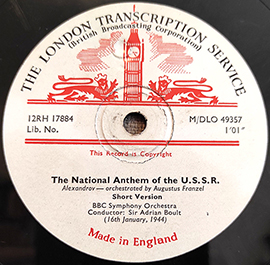 THE LONDON TRANSCRIPTION SERVICE
(British Broadcasting Corporation)
12RH 17884
Lib. No.
M/DLO 49357
1'01"
This Record is Copyright
The National Anthem of the U.S.S.R.
Alexandrov — orchestrated by Augustus Franzel
Short Version
BBC Symphony Orchestra
Conductor: Sir Adrian Boult
(16th January, 1944)
Made in England